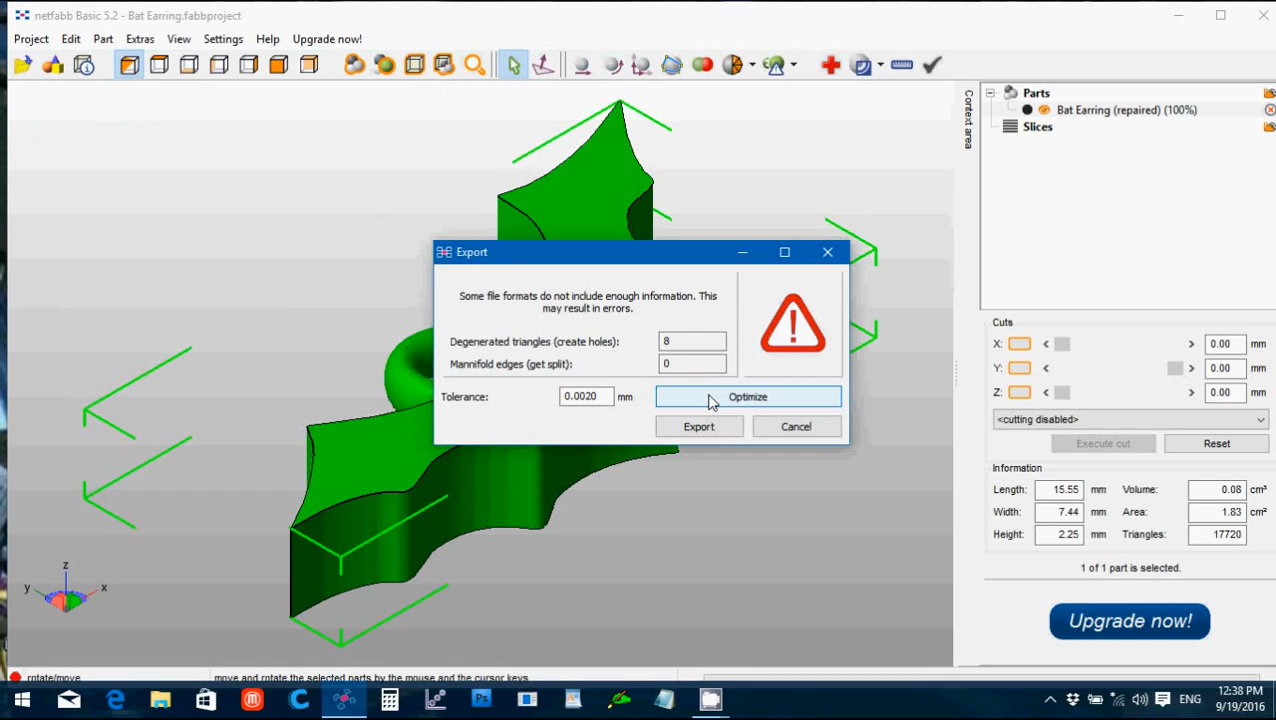 netfabb Basic 5.2 - Bat Earring.fabbproject
Project Edit Part Extras View Settings Help Upgrade now!
Context area
Parts
Bat Earring (repaired) (100%)
Slices
Export
Some file formats do not include enough information. This
may result in errors.
Degenerated triangles (create holes): 8
Mannifold edges (get split): 0
Tolerance: 0.0020 mm Optimize
Export Cancel
Cuts
X: < > 0.00 mm
Y: < > 0.00 mm
Z: < > 0.00 mm
<cutting disabled>
Execute cut Reset
Information
Length: 15.55 mm Volume: 0.08 cm³
Width: 7.44 mm Area: 1.83 cm²
Height: 2.25 mm Triangles: 17720
1 of 1 part is selected.
Upgrade now!
z
y x
rotate/move move and rotate the selected parts by the mouse and the cursor keys
ENG
12:38 PM
9/19/2016